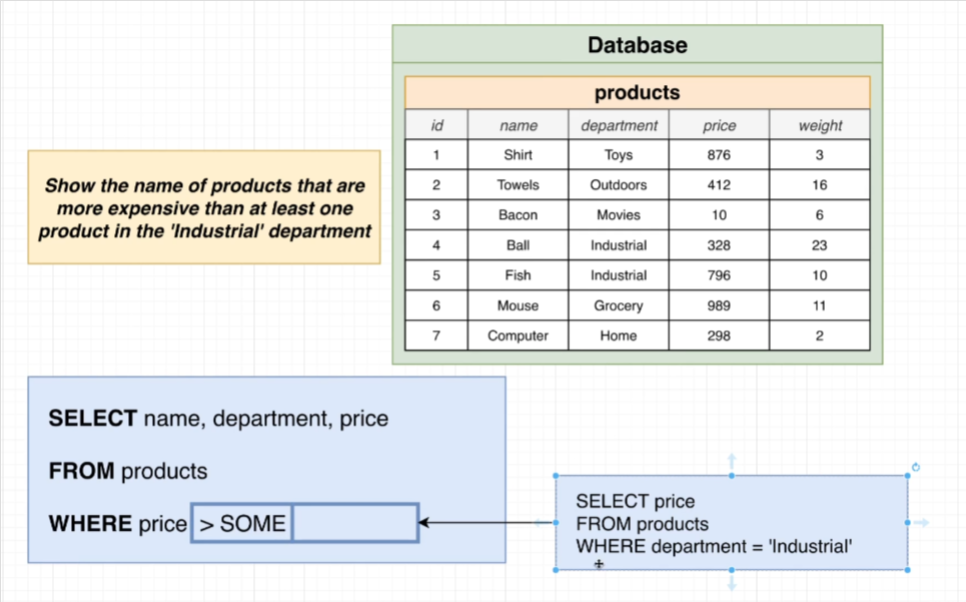 Database
products
id name department price weight
1 Shirt Toys 876 3
2 Towels Outdoors 412 16
3 Bacon Movies 10 6
4 Ball Industrial 328 23
5 Fish Industrial 796 10
6 Mouse Grocery 989 11
7 Computer Home 298 2
Show the name of products that are
more expensive than at least one
product in the 'Industrial' department
SELECT name, department, price
FROM products
WHERE price > SOME
SELECT price
FROM products
WHERE department = 'Industrial'